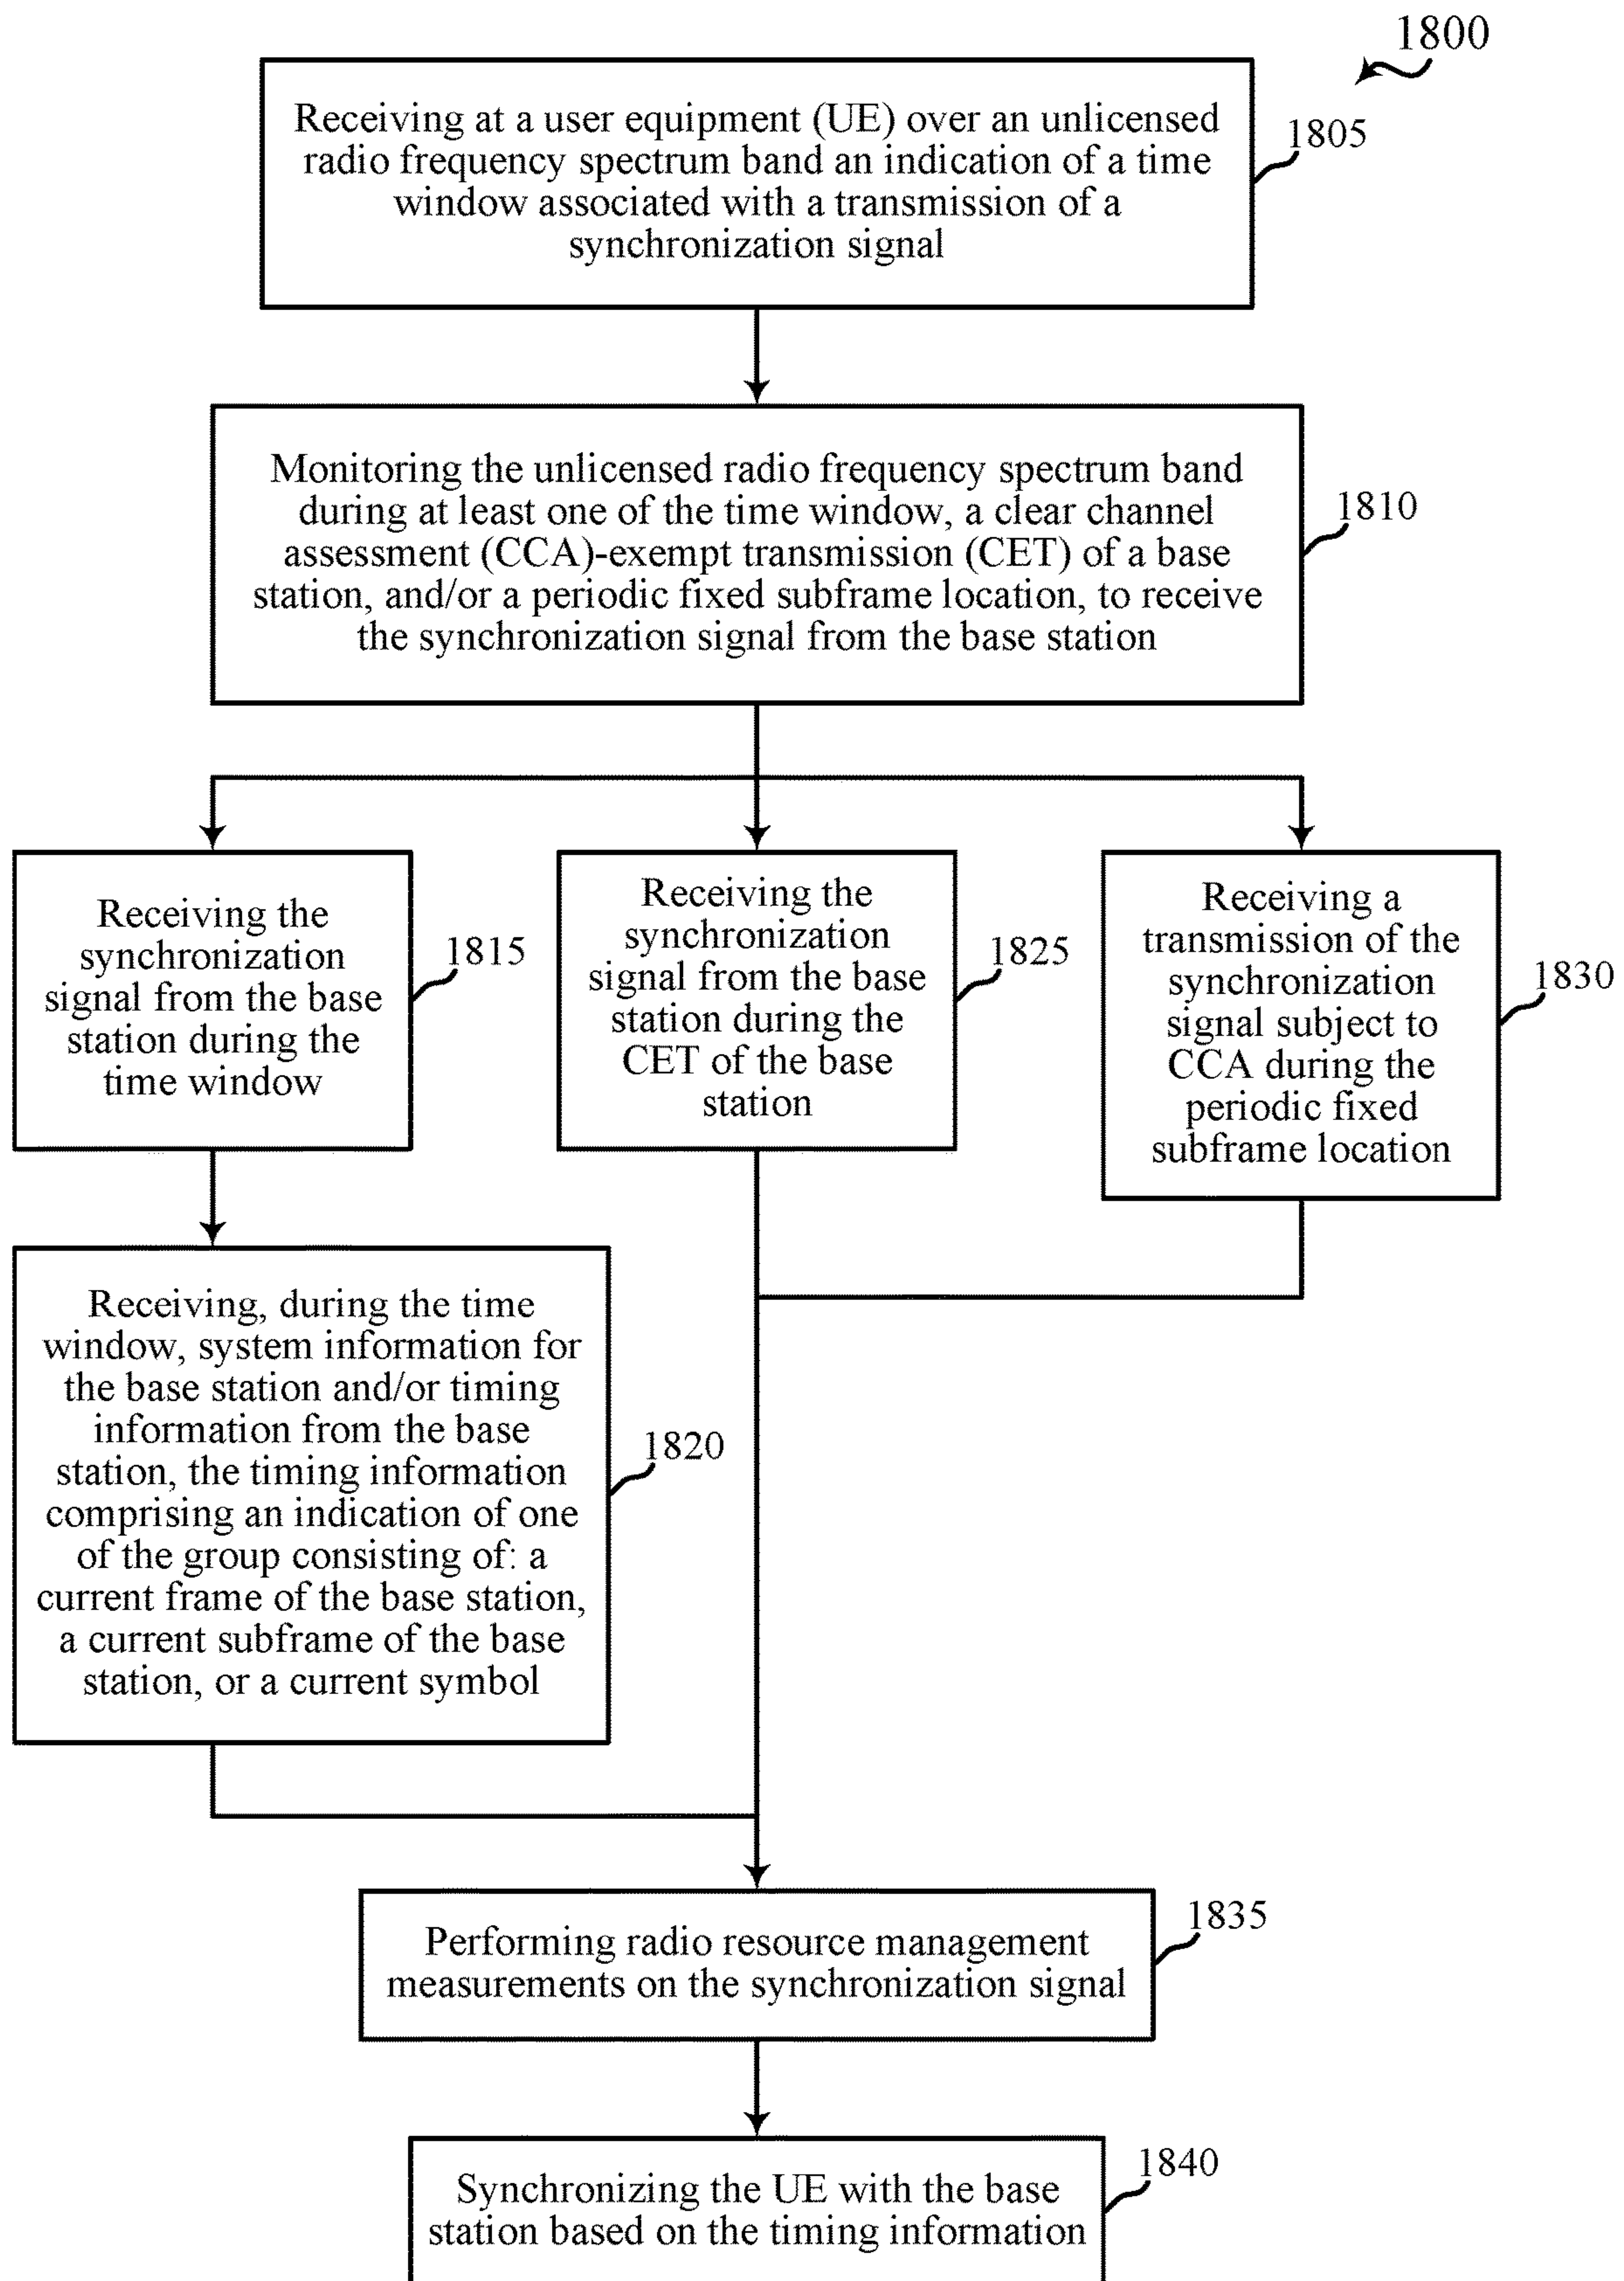 1800
Receiving at a user equipment (UE) over an unlicensed
radio frequency spectrum band an indication of a time
window associated with a transmission of a
synchronization signal
1805
Monitoring the unlicensed radio frequency spectrum band
during at least one of the time window, a clear channel
assessment (CCA)-exempt transmission (CET) of a base
station, and/or a periodic fixed subframe location, to receive
the synchronization signal from the base station
1810
Receiving the
synchronization
signal from the base
station during the
time window
1815
Receiving the
synchronization
signal from the base
station during the
CET of the base
station
1825
Receiving a
transmission of the
synchronization
signal subject to
CCA during the
periodic fixed
subframe location
1830
Receiving, during the time
window, system information for
the base station and/or timing
information from the base
station, the timing information
comprising an indication of one
of the group consisting of: a
current frame of the base station,
a current subframe of the base
station, or a current symbol
1820
Performing radio resource management
measurements on the synchronization signal
1835
Synchronizing the UE with the base
station based on the timing information
1840